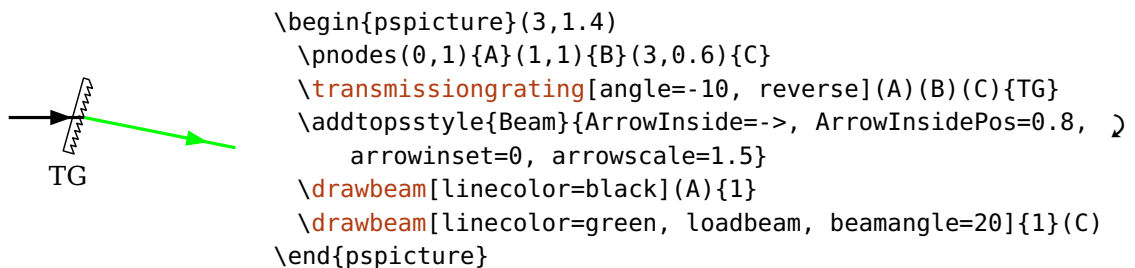 \begin{pspicture}(3,1.4)
\pnodes(0,1){A}(1,1){B}(3,0.6){C}
\transmissiongrating[angle=-10, reverse](A)(B)(C){TG}
\addtopsstyle{Beam}{ArrowInside=->, ArrowInsidePos=0.8,
arrowinset=0, arrowscale=1.5}
\drawbeam[linecolor=black](A){1}
\drawbeam[linecolor=green, loadbeam, beamangle=20]{1}(C)
\end{pspicture}
TG